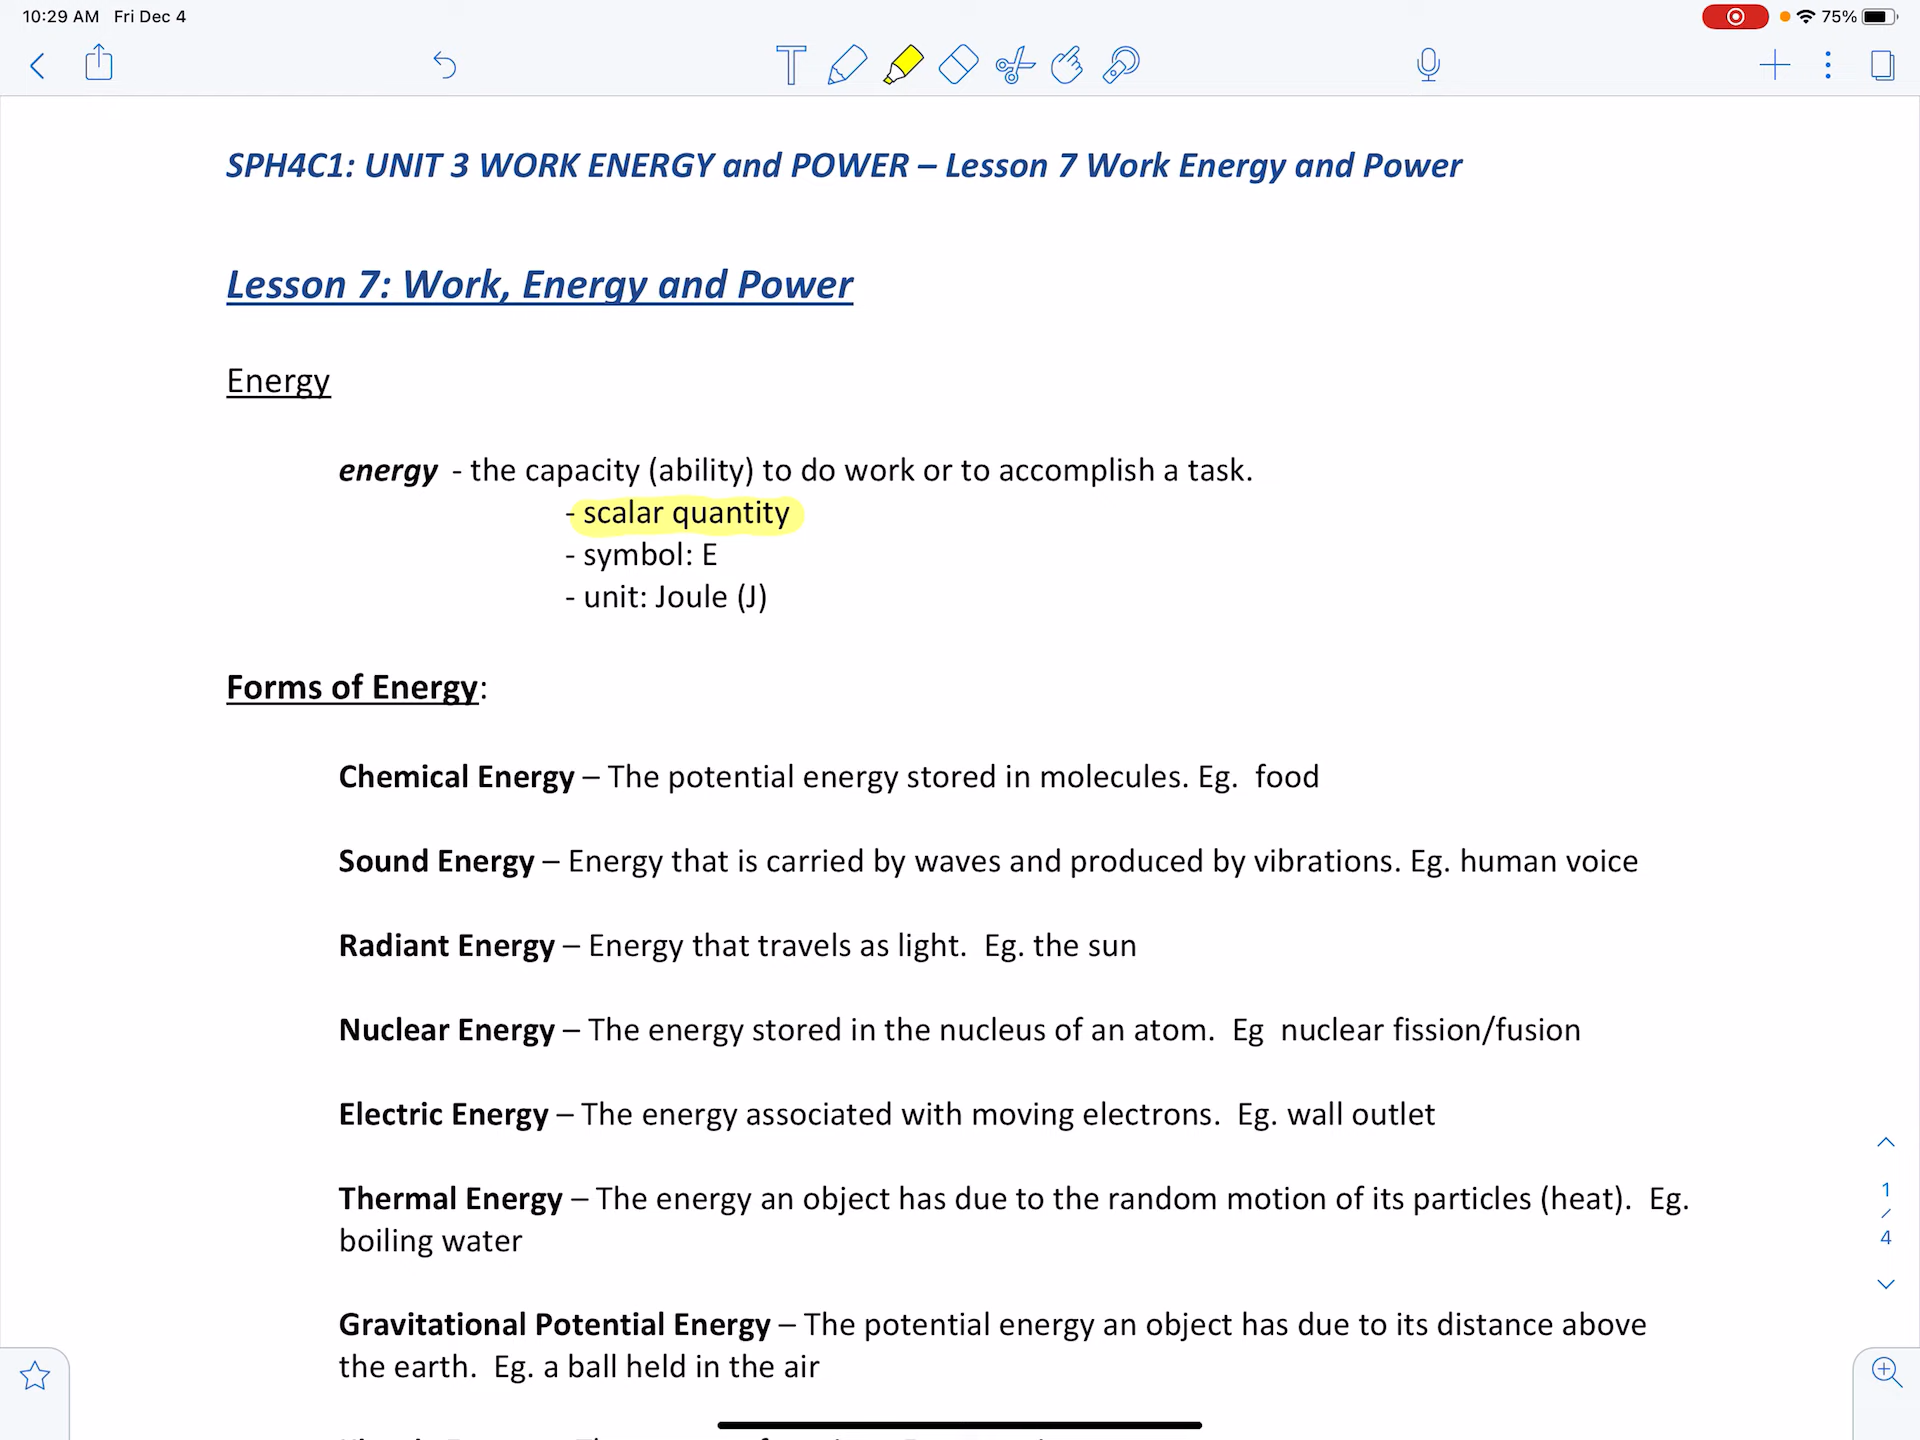 10:29 AM Fri Dec 4
75%
SPH4C1: UNIT 3 WORK ENERGY and POWER – Lesson 7 Work Energy and Power
Lesson 7: Work, Energy and Power
Energy
energy - the capacity (ability) to do work or to accomplish a task.
- scalar quantity
- symbol: E
- unit: Joule (J)
Forms of Energy:
Chemical Energy – The potential energy stored in molecules. Eg. food
Sound Energy – Energy that is carried by waves and produced by vibrations. Eg. human voice
Radiant Energy – Energy that travels as light. Eg. the sun
Nuclear Energy – The energy stored in the nucleus of an atom. Eg nuclear fission/fusion
Electric Energy – The energy associated with moving electrons. Eg. wall outlet
Thermal Energy – The energy an object has due to the random motion of its particles (heat). Eg.
boiling water
Gravitational Potential Energy – The potential energy an object has due to its distance above
the earth. Eg. a ball held in the air
1
/
4